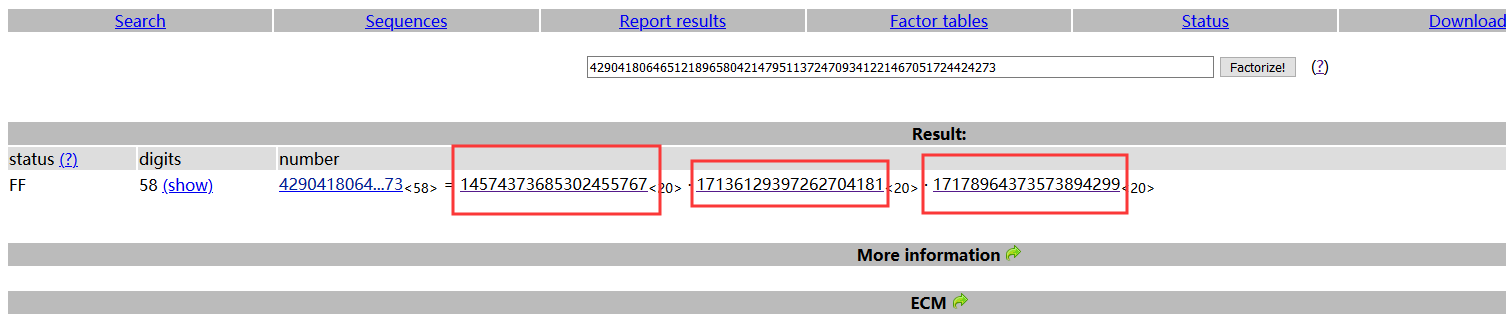 Search Sequences Report results Factor tables Status Download
4290418064651218965804214795113724709341221467051724424273 Factorize! (?)
Result:
status (?) digits number
FF 58 (show) 4290418064...73<58> = 14574373685302455767<20> · 17136129397262704181<20> · 17178964373573894299<20>
More information
ECM